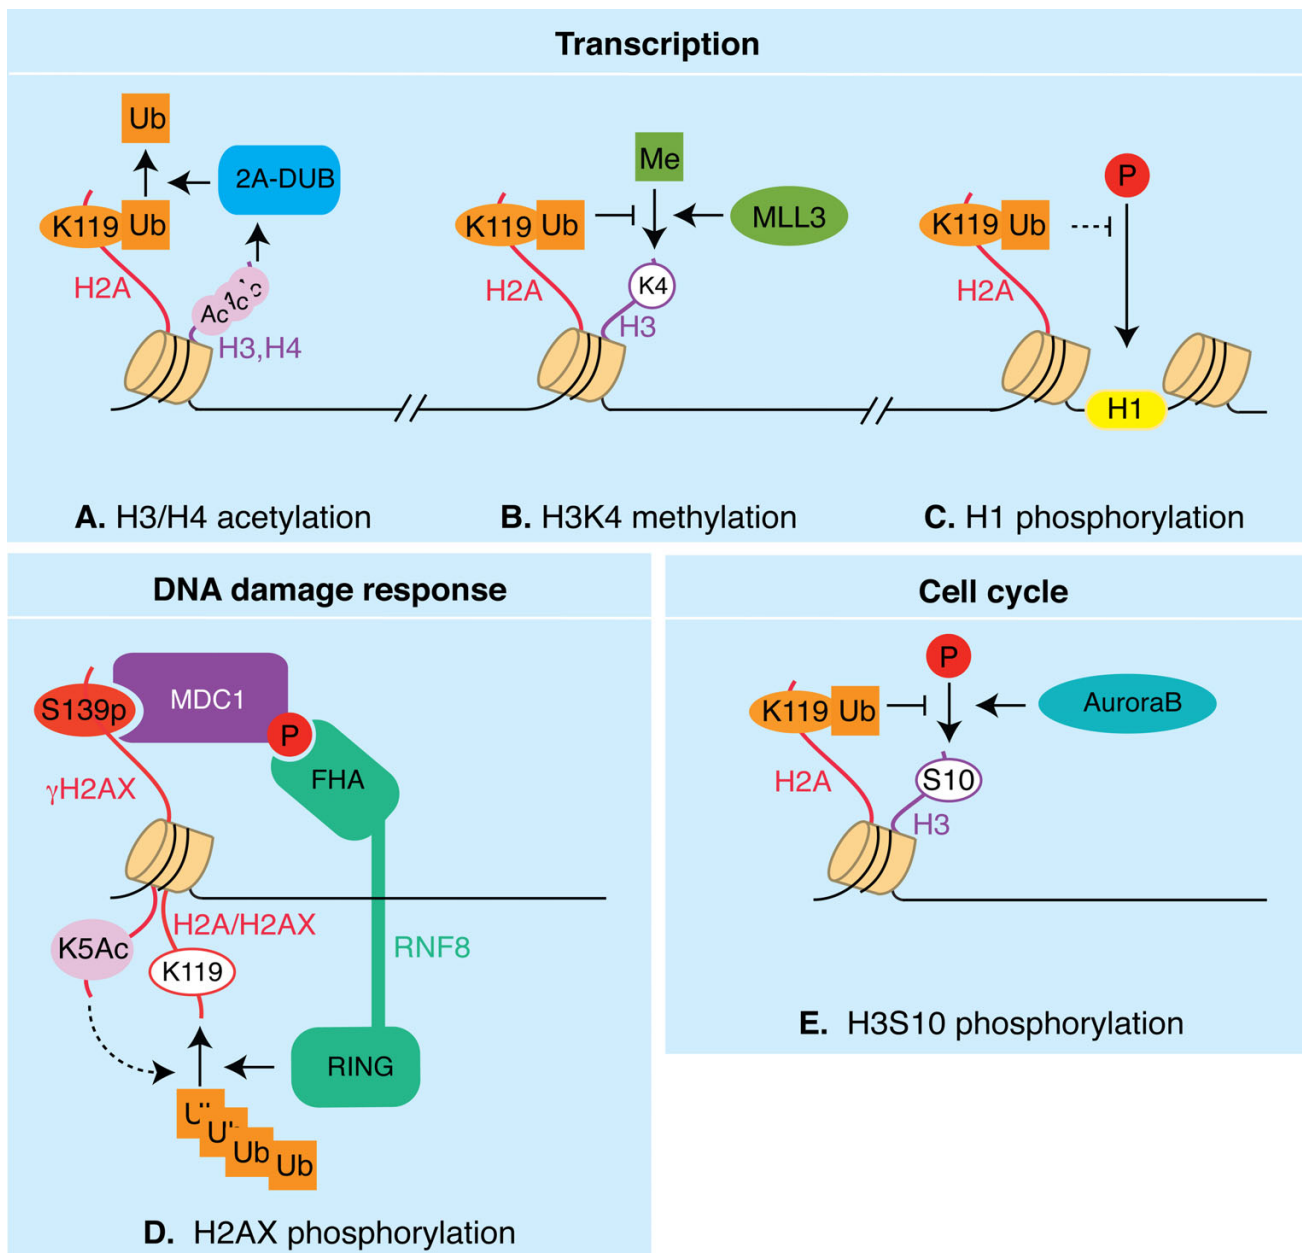 Transcription
Ub
2A-DUB
K119
Ub
H2A
Ac
H3,H4
Me
K119
Ub
MLL3
H2A
K4
H3
P
K119
Ub
H2A
H1
A. H3/H4 acetylation
B. H3K4 methylation
C. H1 phosphorylation
DNA damage response
S139p
MDC1
P
FHA
γH2AX
H2A/H2AX
K5Ac
K119
RNF8
RING
Ub
Ub
D. H2AX phosphorylation
Cell cycle
P
K119
Ub
AuroraB
H2A
S10
H3
E. H3S10 phosphorylation